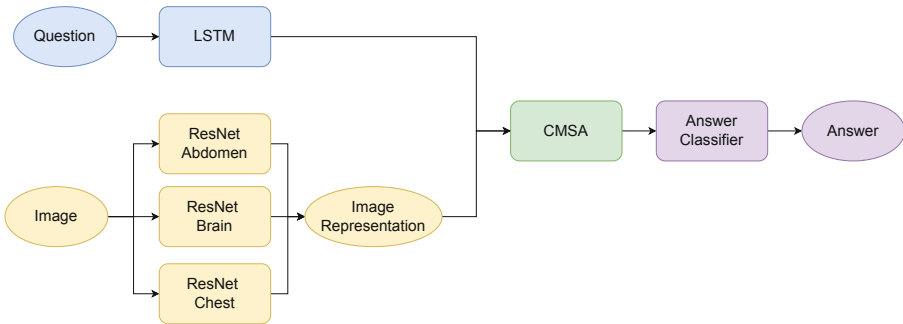 Question
LSTM
ResNet
Abdomen
CMSA
Answer
Classifier
Answer
Image
ResNet
Brain
Image
Representation
ResNet
Chest